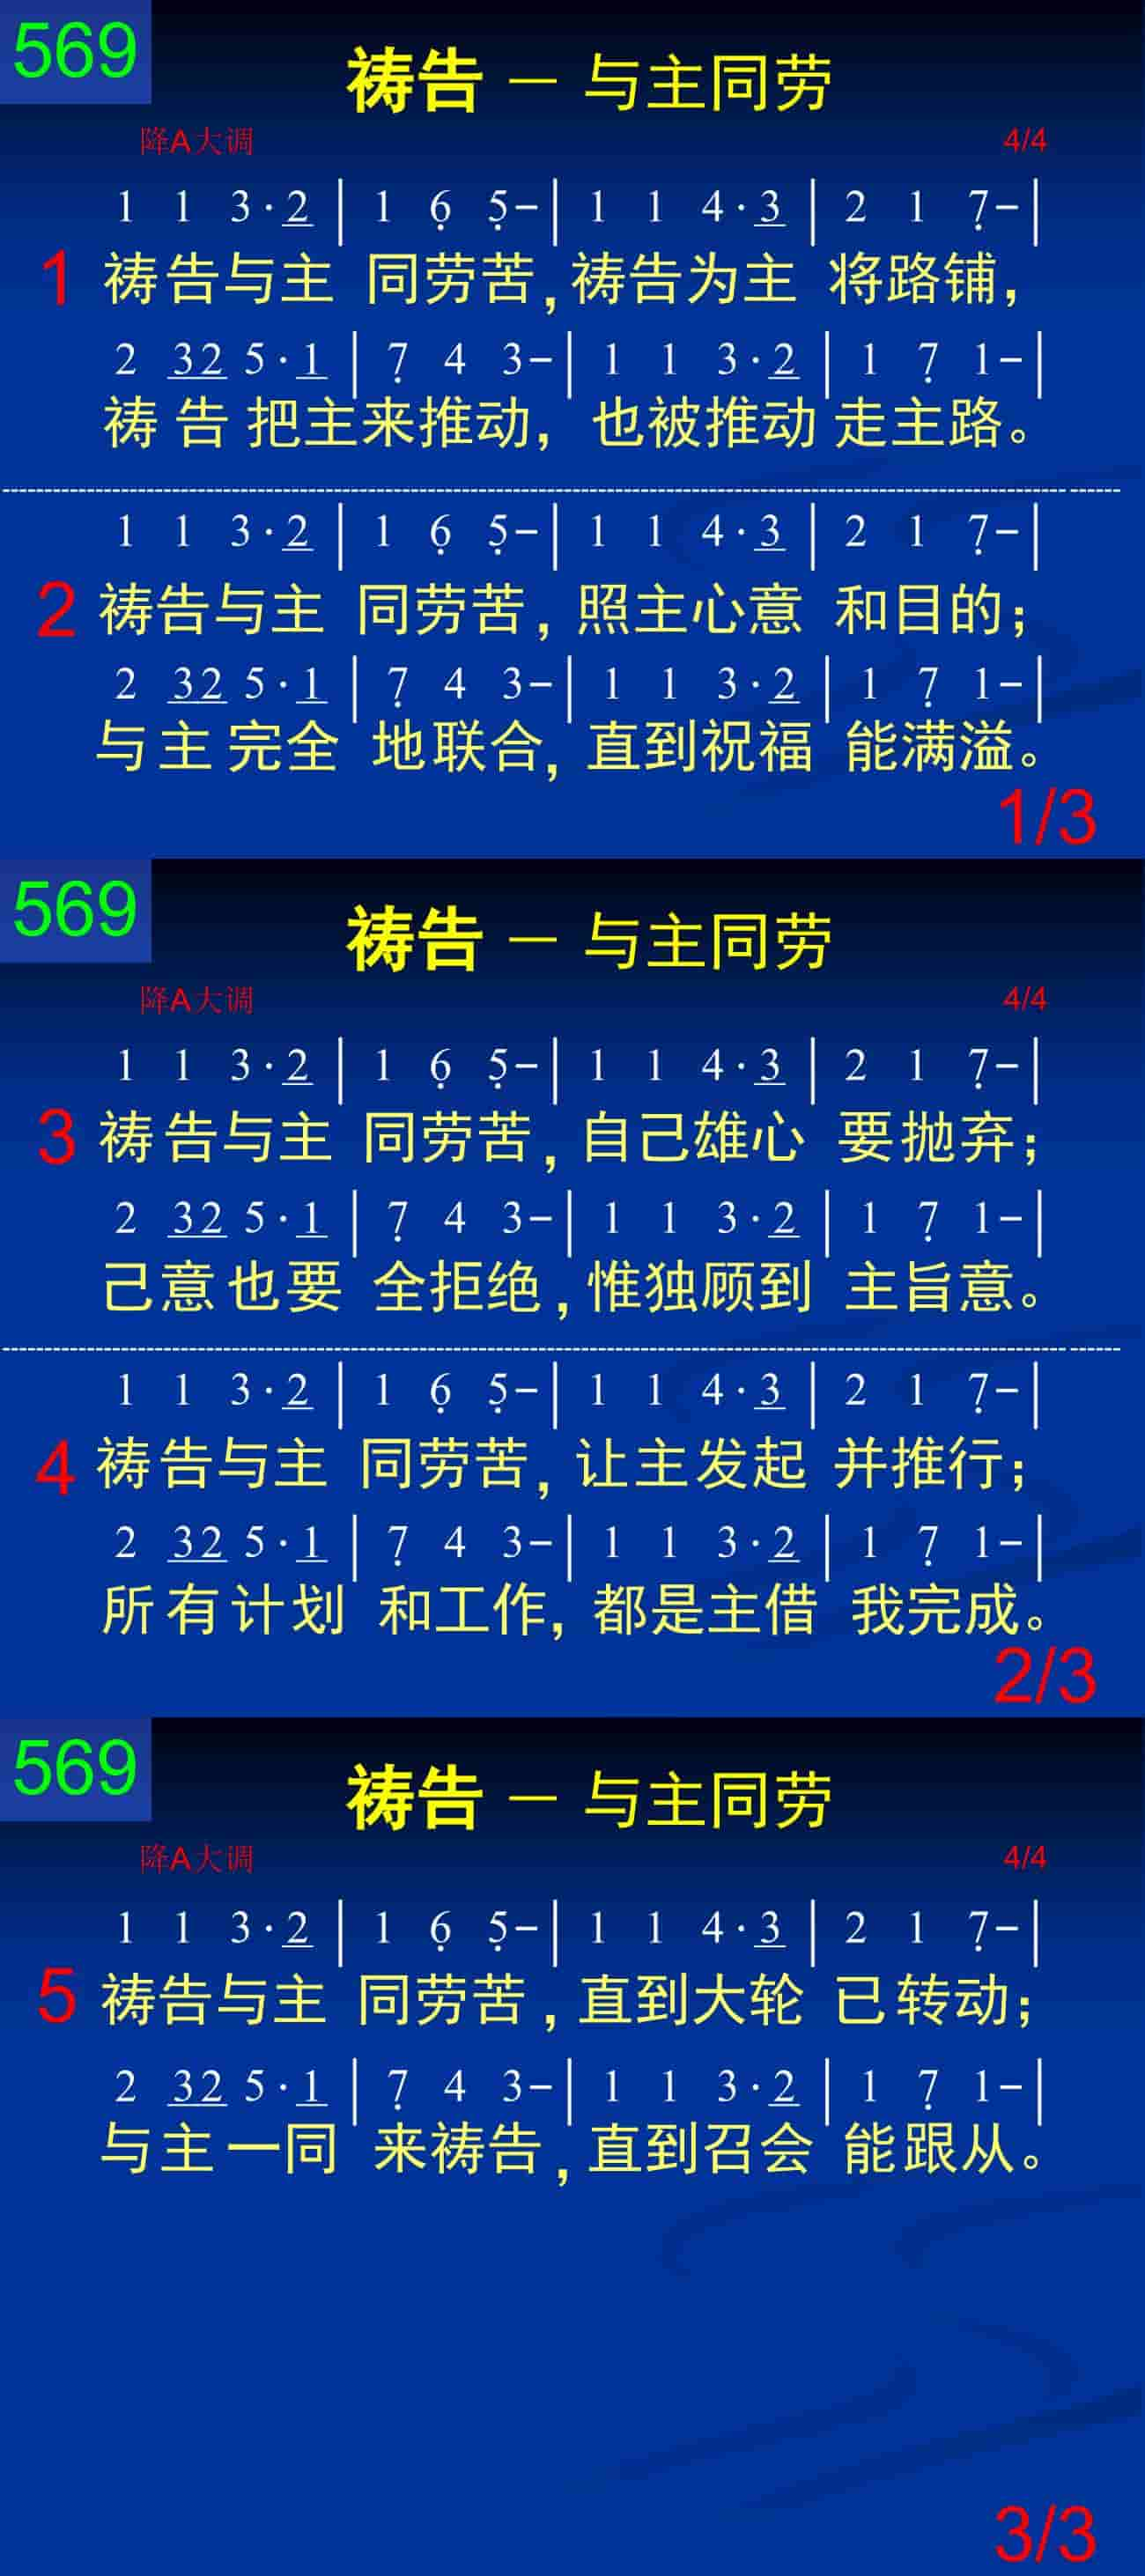 569
祷告 — 与主同劳
降A大调 4/4
1 1 3·2 | 1 6̣ 5̣– | 1 1 4·3 | 2 1 7̣– |
1 祷告与主 同劳苦,祷告为主 将路铺,
2 32 5·1 | 7̣ 4 3– | 1 1 3·2 | 1 7̣ 1– |
祷告把主来推动, 也被推动 走主路。
1 1 3·2 | 1 6̣ 5̣– | 1 1 4·3 | 2 1 7̣– |
2 祷告与主 同劳苦, 照主心意 和目的;
2 32 5·1 | 7̣ 4 3– | 1 1 3·2 | 1 7̣ 1– |
与主完全 地联合, 直到祝福 能满溢。
1/3
569
祷告 — 与主同劳
降A大调 4/4
1 1 3·2 | 1 6̣ 5̣– | 1 1 4·3 | 2 1 7̣– |
3 祷告与主 同劳苦, 自己雄心 要抛弃;
2 32 5·1 | 7̣ 4 3– | 1 1 3·2 | 1 7̣ 1– |
己意也要 全拒绝, 惟独顾到 主旨意。
1 1 3·2 | 1 6̣ 5̣– | 1 1 4·3 | 2 1 7̣– |
4 祷告与主 同劳苦, 让主发起 并推行;
2 32 5·1 | 7̣ 4 3– | 1 1 3·2 | 1 7̣ 1– |
所有计划 和工作, 都是主借 我完成。
2/3
569
祷告 — 与主同劳
降A大调 4/4
1 1 3·2 | 1 6̣ 5̣– | 1 1 4·3 | 2 1 7̣– |
5 祷告与主 同劳苦, 直到大轮 已转动;
2 32 5·1 | 7̣ 4 3– | 1 1 3·2 | 1 7̣ 1– |
与主一同 来祷告, 直到召会 能跟从。
3/3